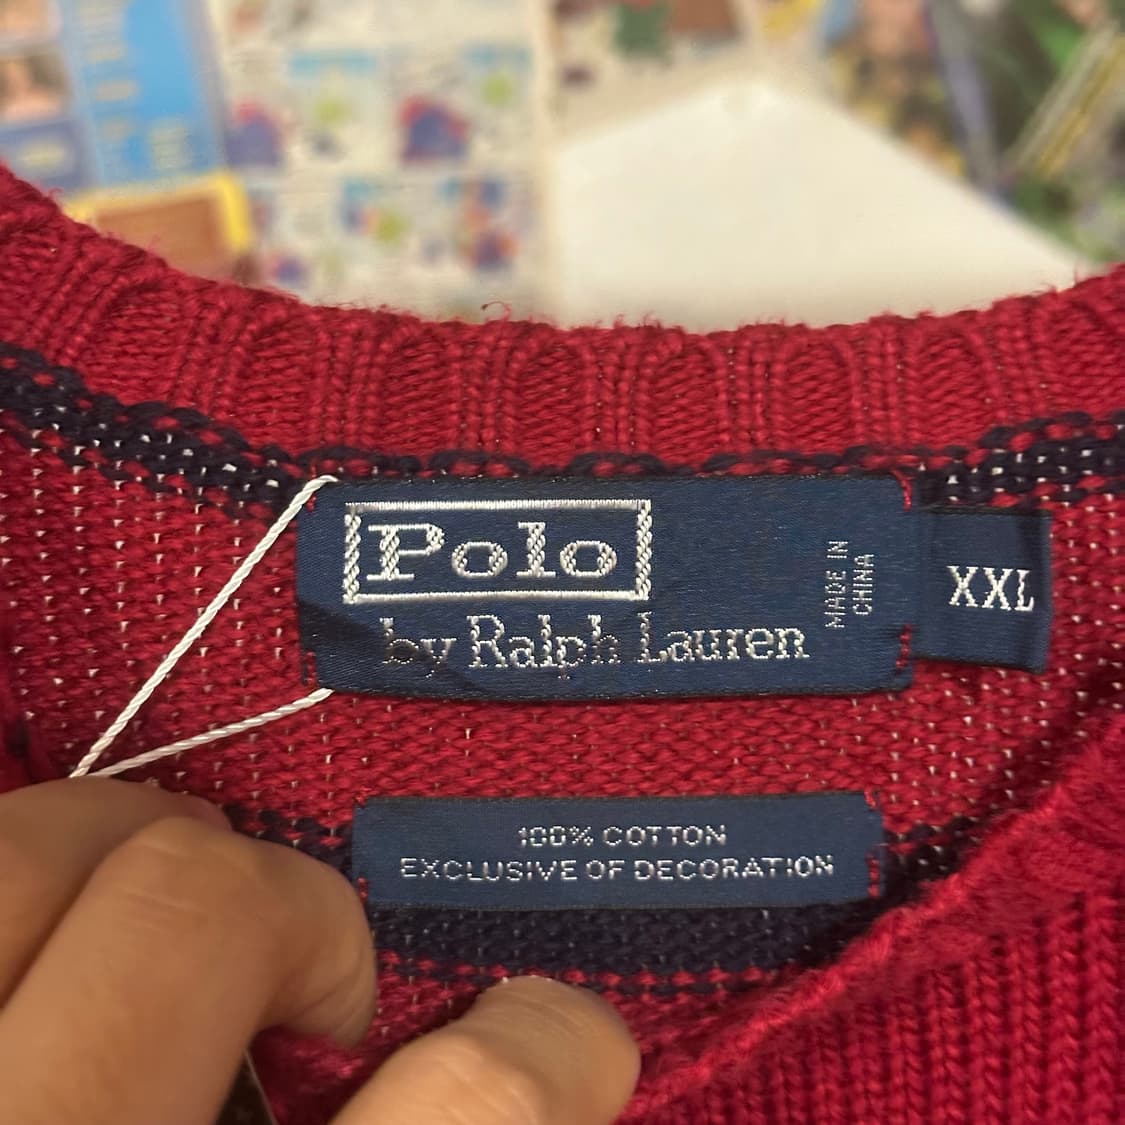 Polo
by Ralph Lauren
MADE IN
CHINA
XXL
100% COTTON
EXCLUSIVE OF DECORATION